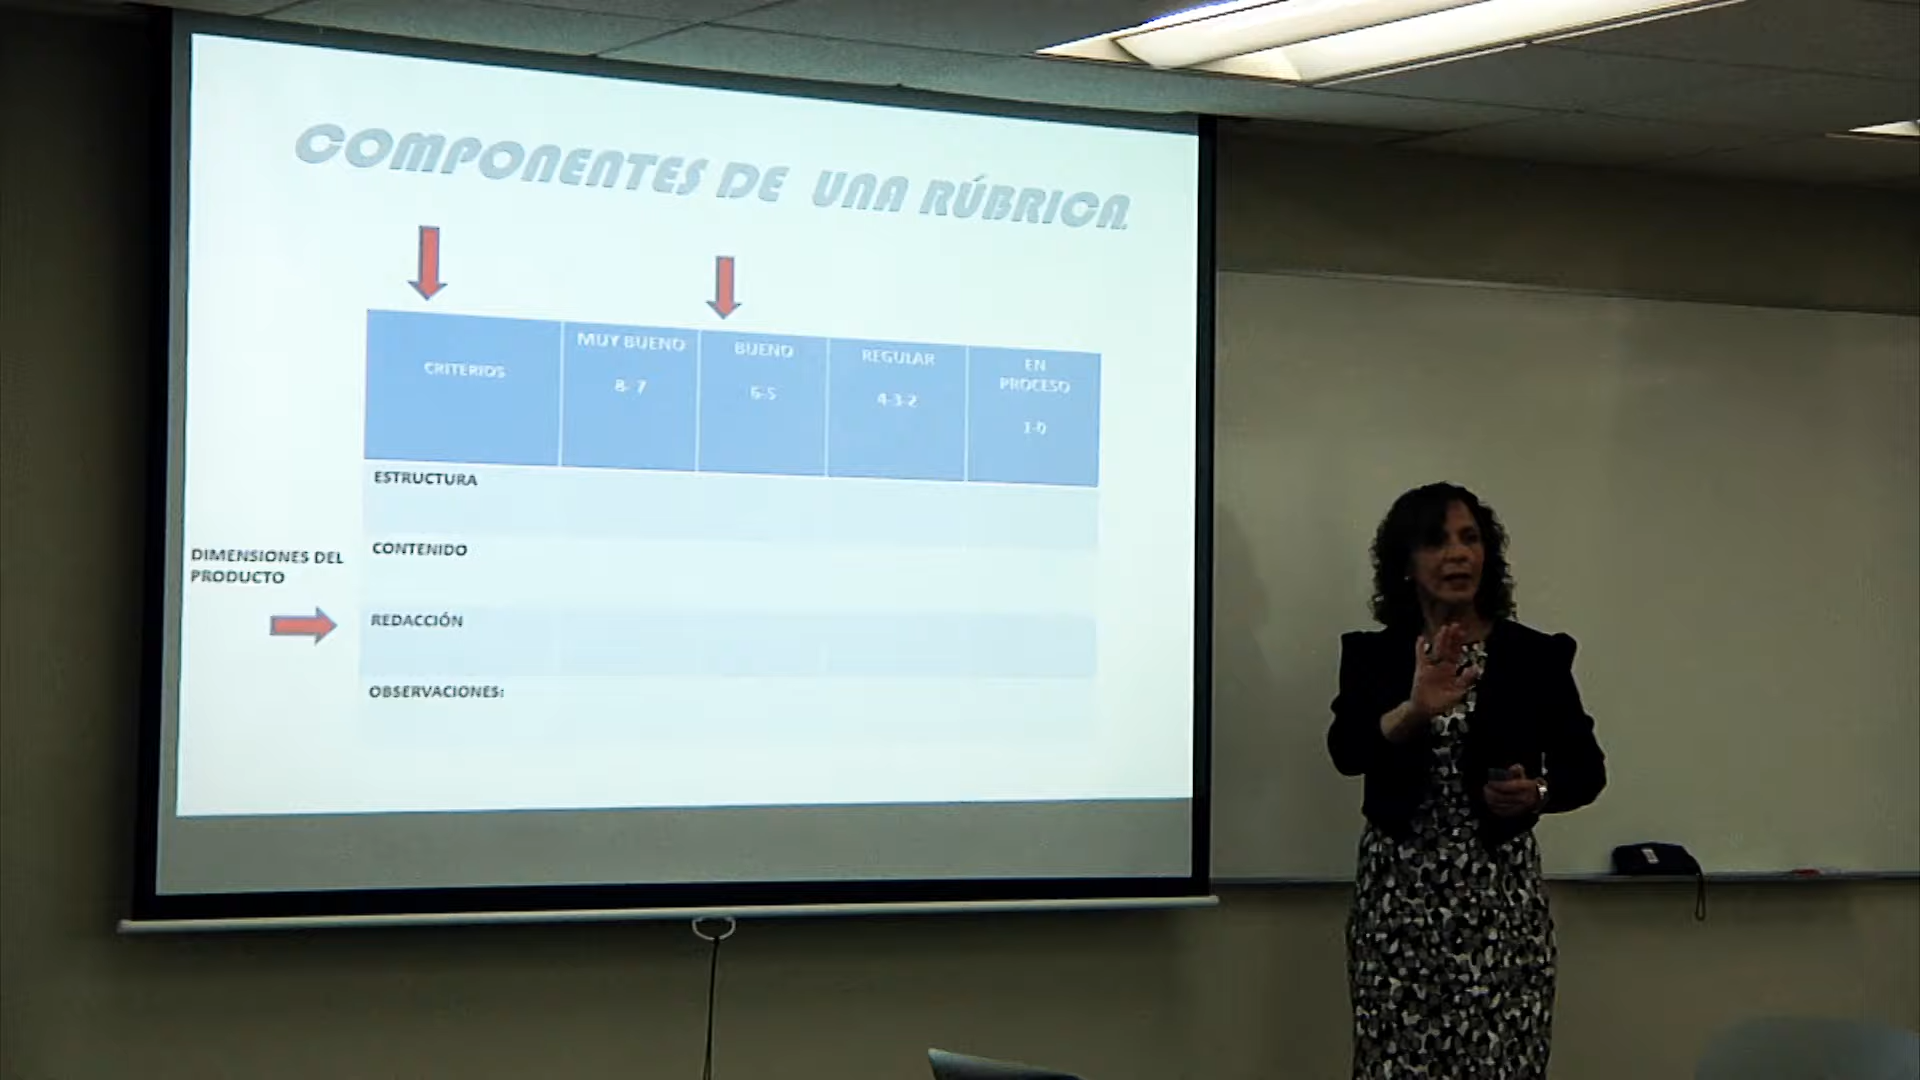 COMPONENTES DE UNA RÚBRICA
CRITERIOS
MUY BUENO
8- 7
BUENO
6-5
REGULAR
4-3-2
EN
PROCESO
1-0
ESTRUCTURA
CONTENIDO
DIMENSIONES DEL
PRODUCTO
REDACCIÓN
OBSERVACIONES: